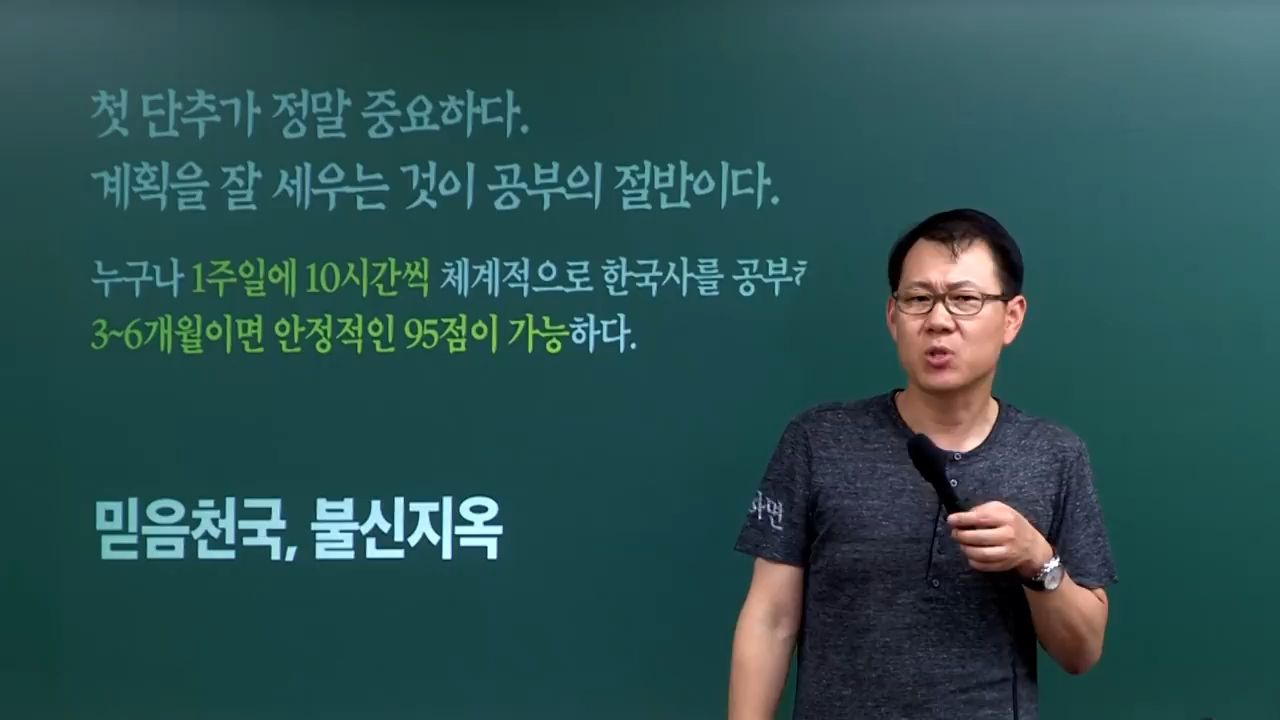 첫 단추가 정말 중요하다.
계획을 잘 세우는 것이 공부의 절반이다.
누구나 1주일에 10시간씩 체계적으로 한국사를 공부하
3~6개월이면 안정적인 95점이 가능하다.
믿음천국, 불신지옥